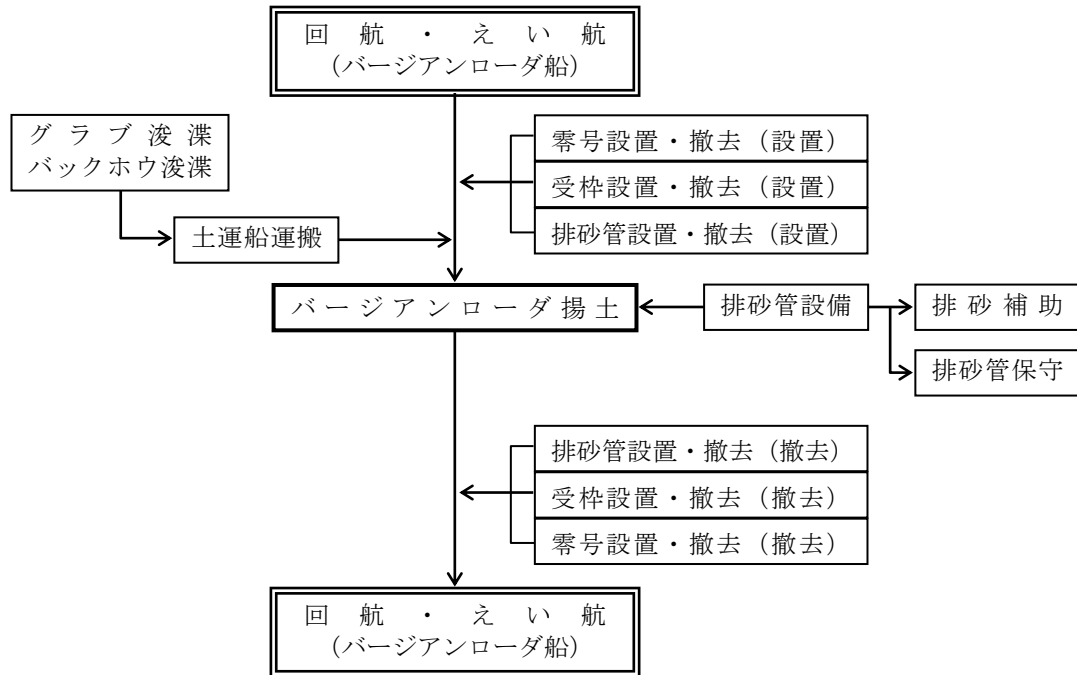 回航・えい航
（バージアンローダ船）
グラブ浚渫
バックホウ浚渫
零号設置・撤去（設置）
受枠設置・撤去（設置）
排砂管設置・撤去（設置）
土運船運搬
バージアンローダ揚土
排砂管設備
排砂補助
排砂管保守
排砂管設置・撤去（撤去）
受枠設置・撤去（撤去）
零号設置・撤去（撤去）
回航・えい航
（バージアンローダ船）